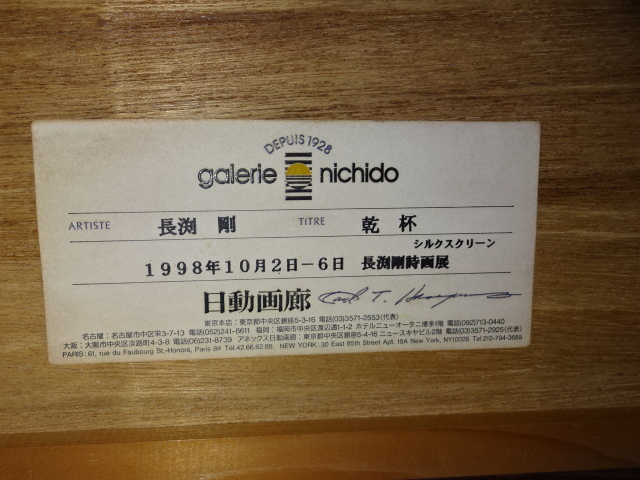 DEPUIS 1928
galerie nichido
ARTISTE 長渕 剛 TITRE 乾杯
シルクスクリーン
1998年10月2日-6日 長渕剛詩画展
日動画廊
東京本店:東京都中央区銀座5-3-16 電話(03)3571-2553(代表)
名古屋:名古屋市中区栄3-7-13 電話(052)241-8611 福岡:福岡市中央区渡辺通1-1-2 ホテルニューオータニ博多1階 電話(092)713-0440
大阪:大阪市中央区淡路町4-3-8 電話(06)231-8739 アネックス日動画廊:東京都中央区銀座5-4-16 ニュースキヤビル2階 電話(03)3571-2925(代表)
PARIS: 61, rue du Faubourg St.-Honoré, Paris 8e Tél.42.66.62.86. NEW YORK: 30 East 85th Street Apt. 18A New York, NY10028 Tel.212-794-3689